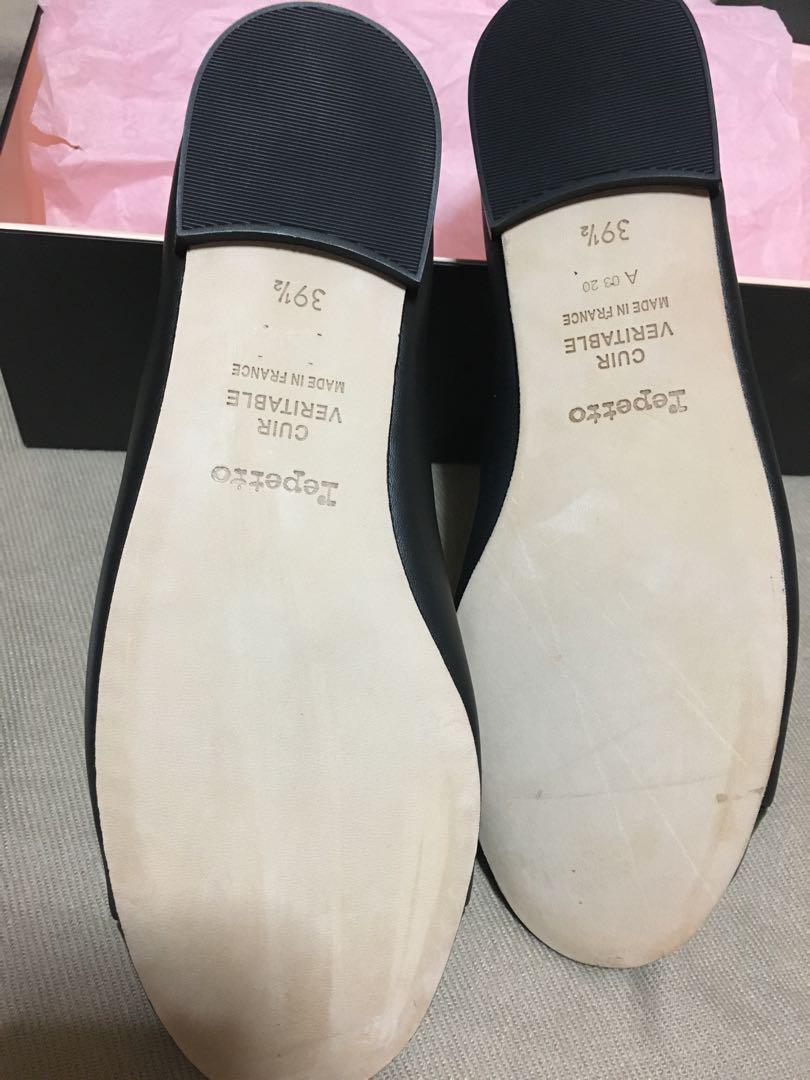 repetto
CUIR
VERITABLE
MADE IN FRANCE
39½
repetto
CUIR
VERITABLE
MADE IN FRANCE
A 03 20
39½